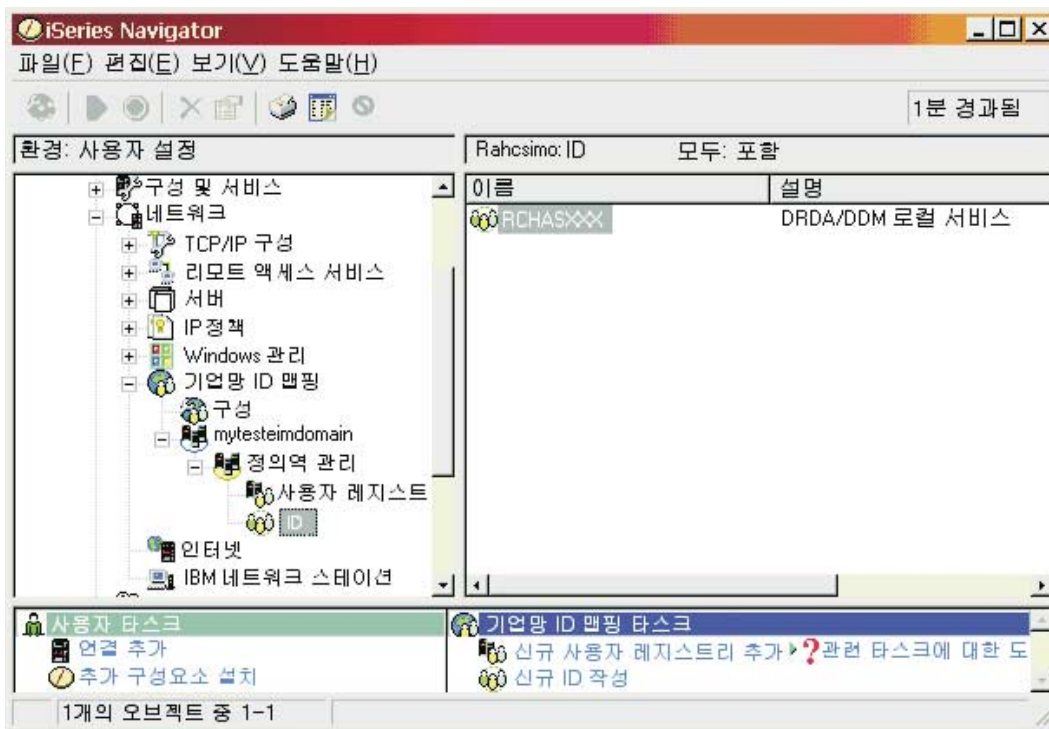 iSeries Navigator
파일(F) 편집(E) 보기(V) 도움말(H)
1분 경과됨
환경: 사용자 설정
Rahcsimo: ID 모두: 포함
구성 및 서비스
네트워크
TCP/IP 구성
리모트 액세스 서비스
서버
IP정책
Windows 관리
기업망 ID 맵핑
구성
mytesteimdomain
정의역 관리
사용자 레지스트
ID
인터넷
IBM 네트워크 스테이션
이름 설명
RCHASXXX DRDA/DDM 로컬 서비스
사용자 타스크
연결 추가
추가 구성요소 설치
기업망 ID 맵핑 타스크
신규 사용자 레지스트리 추가 ?관련 타스크에 대한 도
신규 ID 작성
1개의 오브젝트 중 1-1